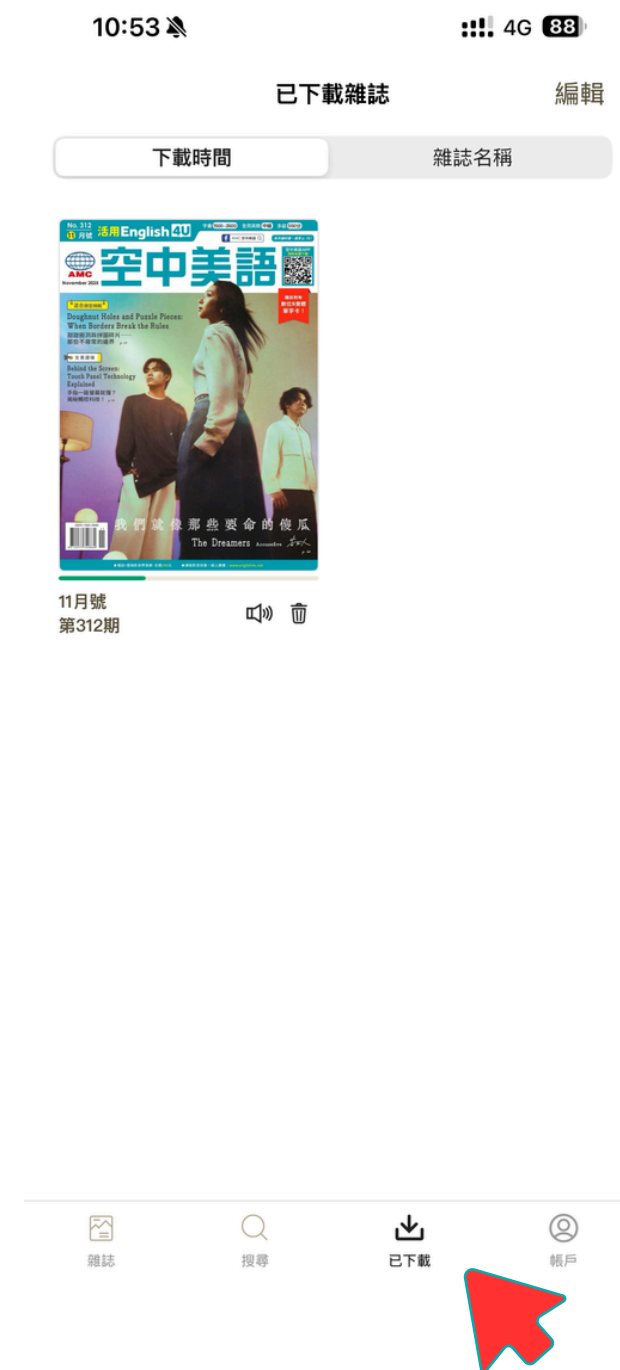 10:53
4G 88
已下載雜誌
編輯
下載時間
雜誌名稱
No. 312
11 月號
活用English 4U
AMC
空中美語
Doughnut Holes and Puzzle Pieces:
When Borders Break the Rules
Behind the Screen:
Touch Panel Technology
Explained
我們就像那些要命的傻瓜
The Dreamers
11月號
第312期
雜誌
搜尋
已下載
帳戶